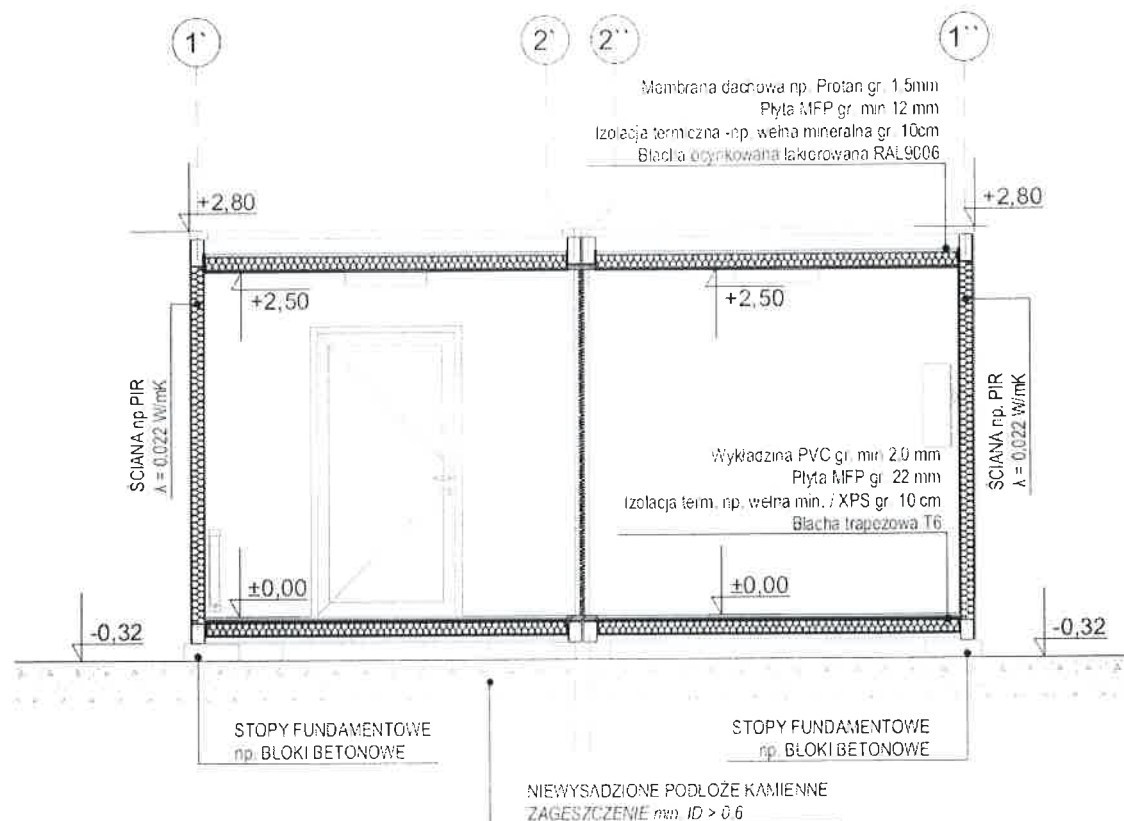 1`
2`
2``
1``
Membrana dachowa np. Protan gr. 1.5mm
Płyta MFP gr. min 12 mm
Izolacja termiczna -np. wełna mineralna gr. 10cm
Blacha ocynkowana lakierowana RAL9006
+2,80
+2,80
+2,50
+2,50
ŚCIANA np. PIR
λ = 0,022 W/mK
ŚCIANA np. PIR
λ = 0,022 W/mK
Wykładzina PVC gr. min 2.0 mm
Płyta MFP gr. 22 mm
Izolacja term. np. wełna min. / XPS gr. 10 cm
Blacha trapezowa T6
±0,00
±0,00
-0,32
-0,32
STOPY FUNDAMENTOWE
np. BLOKI BETONOWE
STOPY FUNDAMENTOWE
np. BLOKI BETONOWE
NIEWYSADZIONE PODŁOŻE KAMIENNE
ZAGĘSZCZENIE min. ID > 0,6